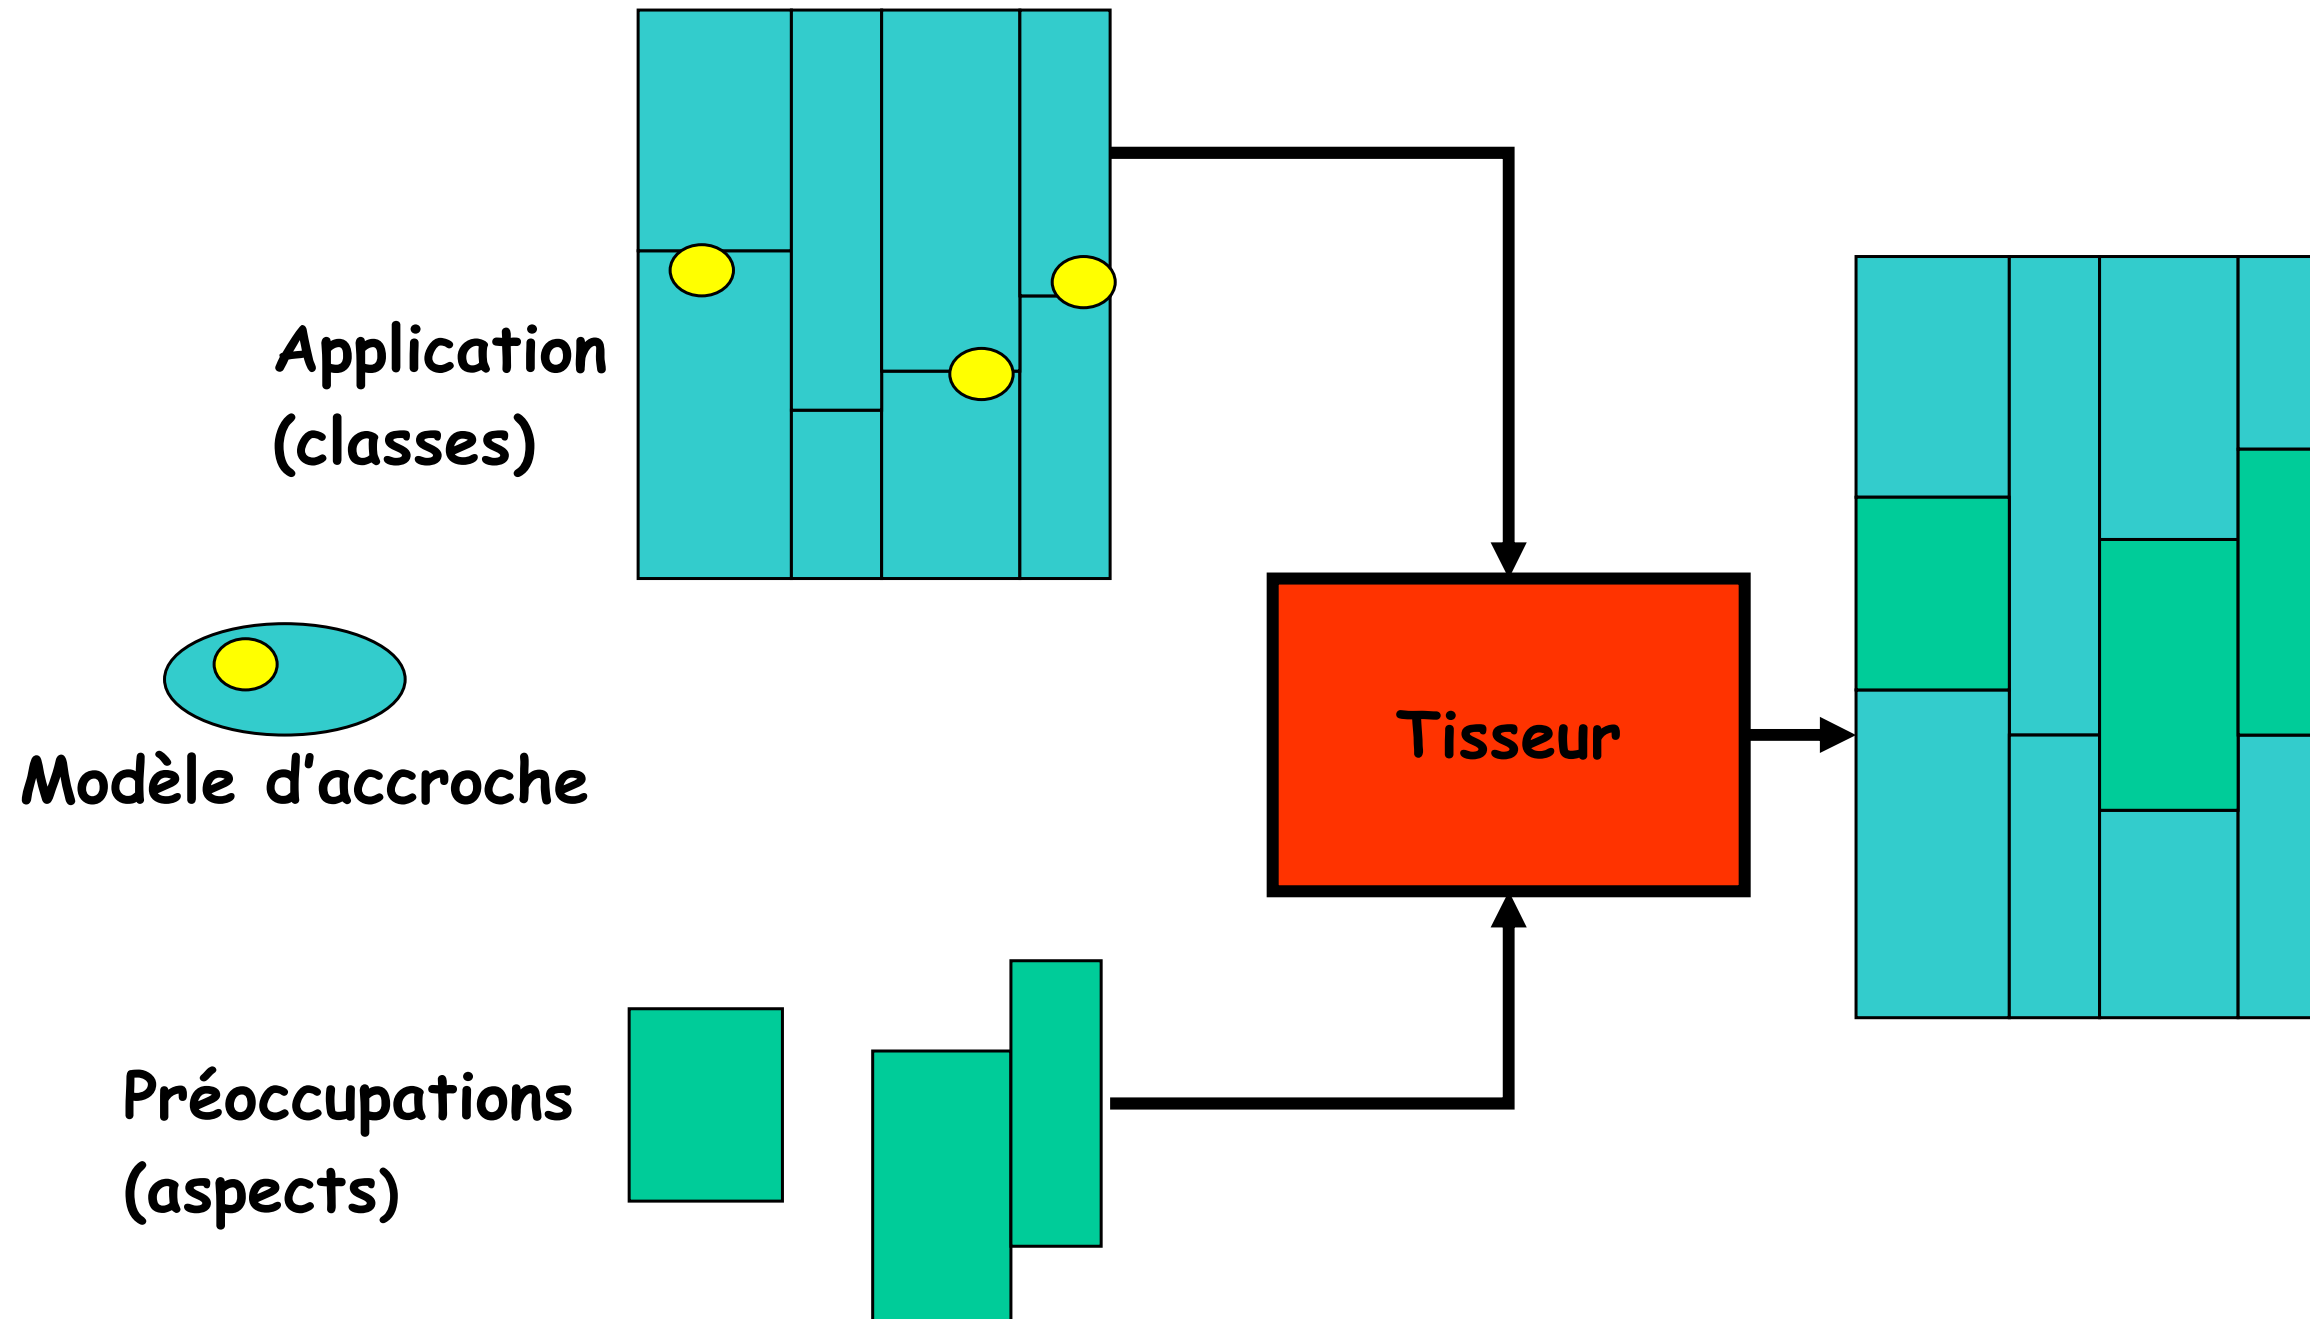 Application
(classes)
Modèle d'accroche
Tisseur
Préoccupations
(aspects)